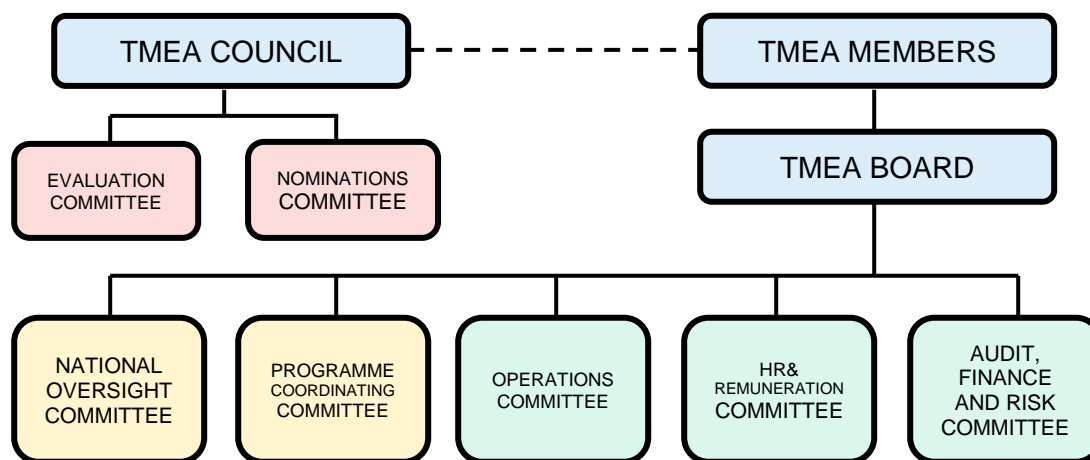 TMEA COUNCIL
TMEA MEMBERS
EVALUATION
COMMITTEE
NOMINATIONS
COMMITTEE
TMEA BOARD
NATIONAL
OVERSIGHT
COMMITTEE
PROGRAMME
COORDINATING
COMMITTEE
OPERATIONS
COMMITTEE
HR&
REMUNERATION
COMMITTEE
AUDIT,
FINANCE
AND RISK
COMMITTEE